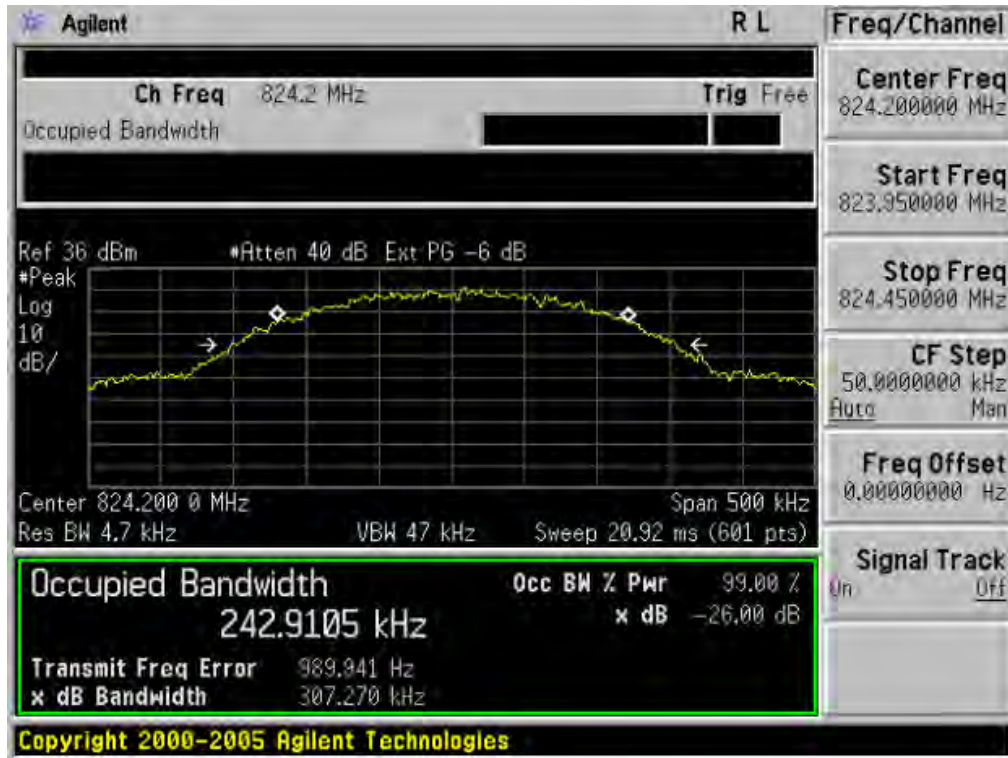 Agilent R L Freq/Channel
Ch Freq 824.2 MHz Trig Free
Occupied Bandwidth
Center Freq
824.200000 MHz
Start Freq
823.950000 MHz
Stop Freq
824.450000 MHz
CF Step
50.0000000 kHz
Auto Man
Freq Offset
0.00000000 Hz
Signal Track
On Off
Ref 36 dBm #Atten 40 dB Ext PG -6 dB
#Peak
Log
10
dB/
Center 824.200 0 MHz Span 500 kHz
Res BW 4.7 kHz VBW 47 kHz Sweep 20.92 ms (601 pts)
Occupied Bandwidth Occ BW % Pwr 99.00 %
242.9105 kHz x dB -26.00 dB
Transmit Freq Error 989.941 Hz
x dB Bandwidth 307.270 kHz
Copyright 2000-2005 Agilent Technologies